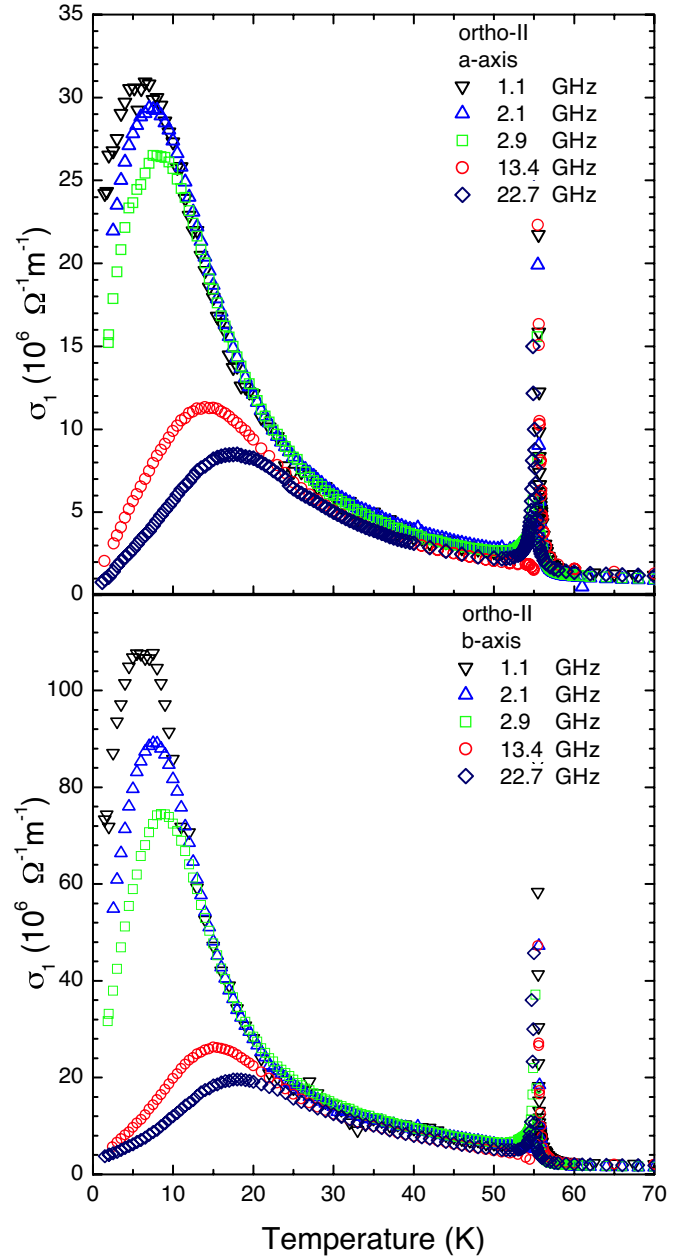 ortho-II
a-axis
1.1 GHz
2.1 GHz
2.9 GHz
13.4 GHz
22.7 GHz
35
30
25
20
15
10
5
0
σ₁ (10⁶ Ω⁻¹m⁻¹)
ortho-II
b-axis
1.1 GHz
2.1 GHz
2.9 GHz
13.4 GHz
22.7 GHz
100
80
60
40
20
0
σ₁ (10⁶ Ω⁻¹m⁻¹)
0 10 20 30 40 50 60 70
Temperature (K)